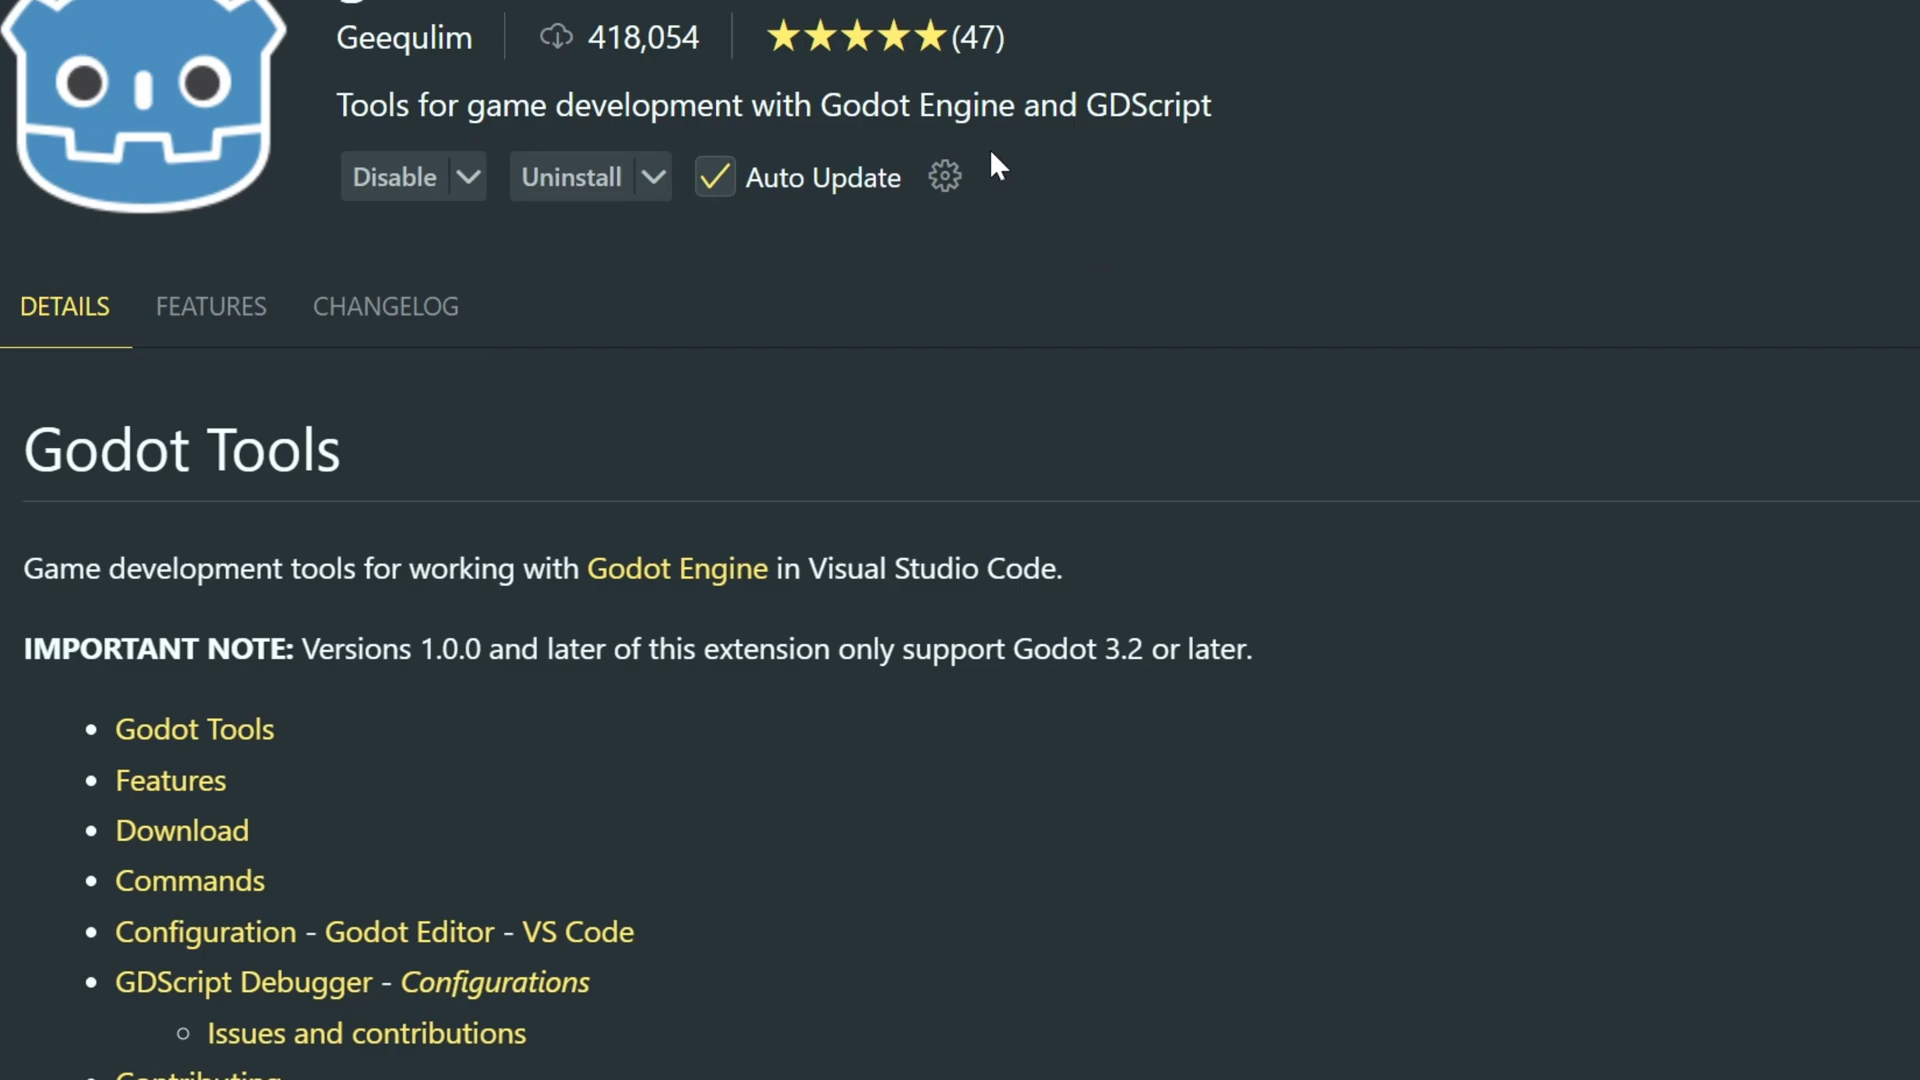 Geequlim 418,054 (47)
Tools for game development with Godot Engine and GDScript
Disable Uninstall Auto Update
DETAILS FEATURES CHANGELOG
Godot Tools
Game development tools for working with Godot Engine in Visual Studio Code.
IMPORTANT NOTE: Versions 1.0.0 and later of this extension only support Godot 3.2 or later.
• Godot Tools
• Features
• Download
• Commands
• Configuration - Godot Editor - VS Code
• GDScript Debugger - Configurations
○ Issues and contributions
• Contributing